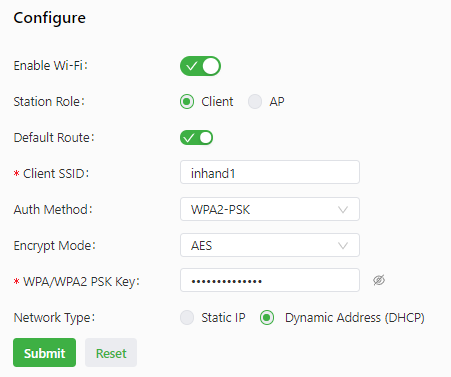 Configure
Enable Wi-Fi:
Station Role: Client AP
Default Route:
* Client SSID: inhand1
Auth Method: WPA2-PSK
Encrypt Mode: AES
* WPA/WPA2 PSK Key: ••••••••••••••
Network Type: Static IP Dynamic Address (DHCP)
Submit Reset